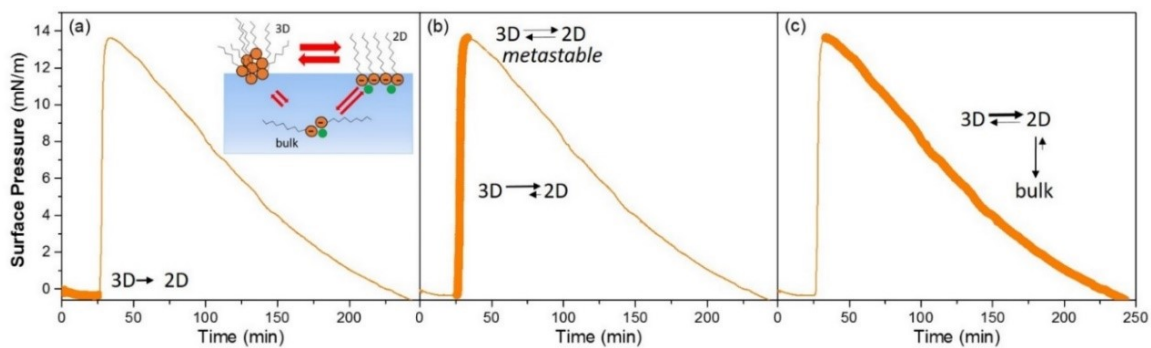 (a)
(b)
(c)
3D
2D
bulk
3D 2D
3D 2D
metastable
3D 2D
3D 2D
bulk
Surface Pressure (mN/m)
14
12
10
8
6
4
2
0
0 50 100 150 200
0 50 100 150 200
0 50 100 150 200 250
Time (min)
Time (min)
Time (min)